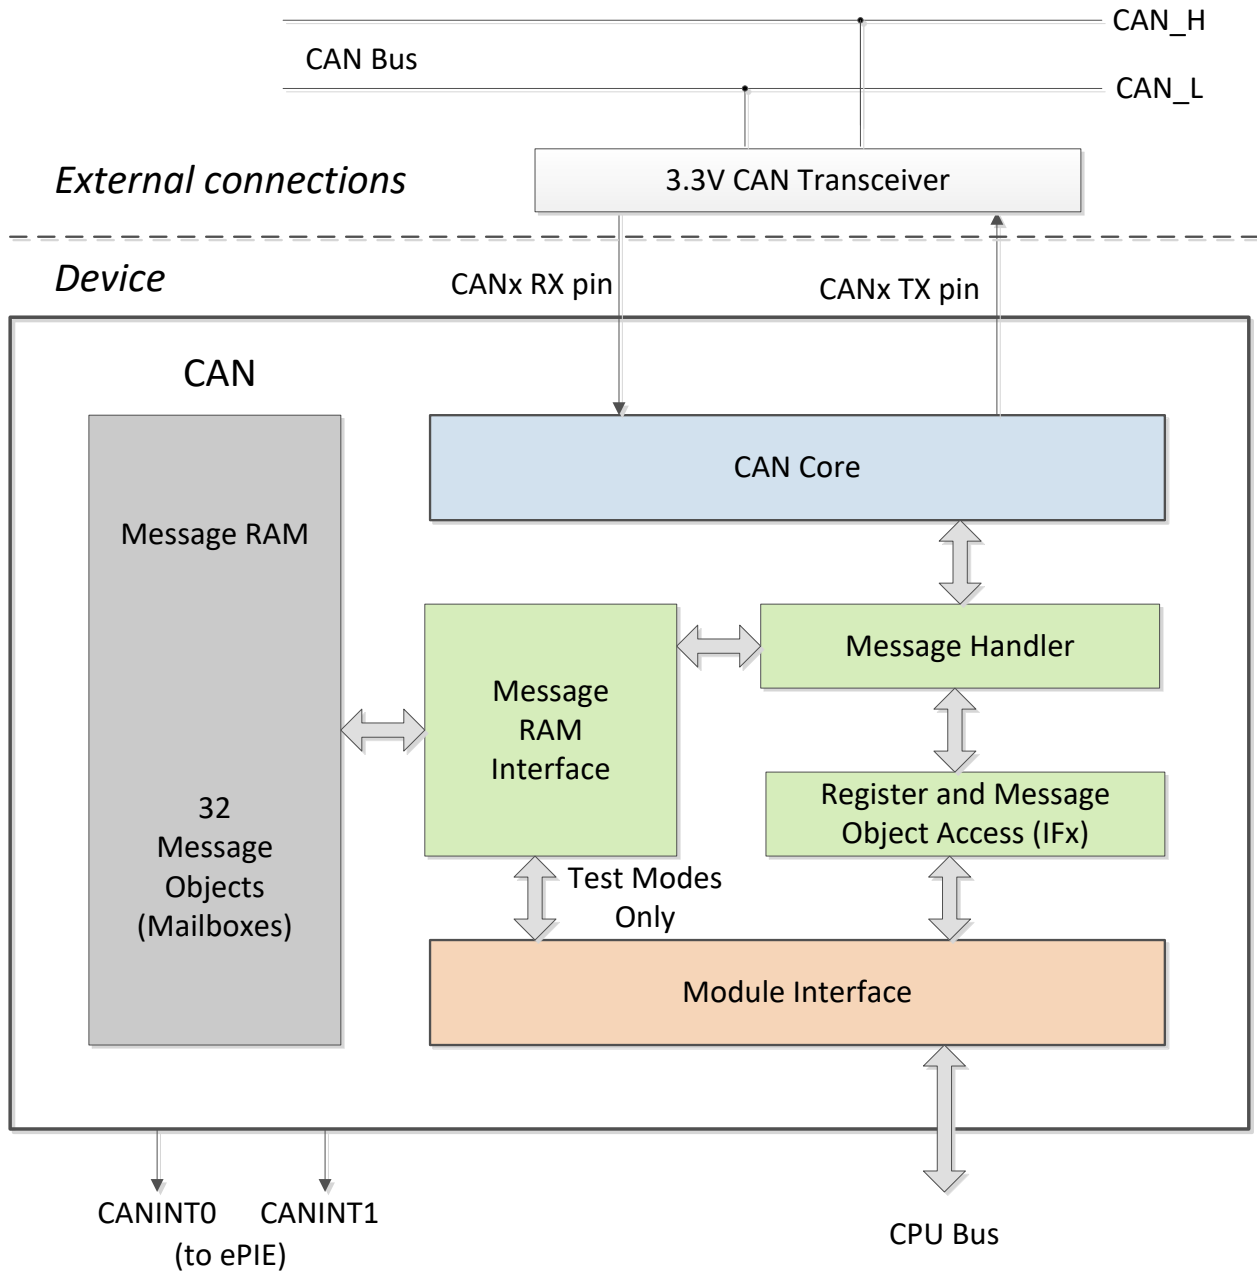 CAN_H
CAN Bus
CAN_L
External connections
3.3V CAN Transceiver
Device
CANx RX pin
CANx TX pin
CAN
CAN Core
Message RAM
Message Handler
Message
RAM
Interface
Register and Message
Object Access (IFx)
32
Message
Objects
(Mailboxes)
Test Modes
Only
Module Interface
CANINT0
CANINT1
(to ePIE)
CPU Bus